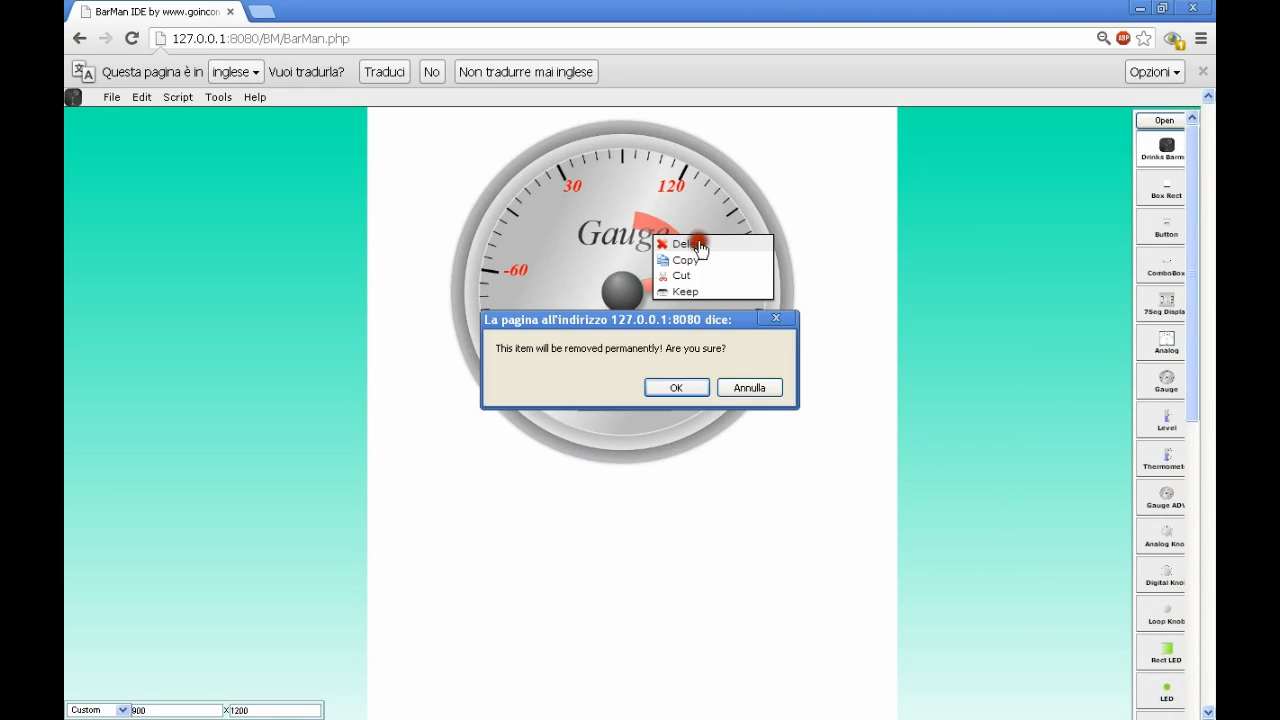 BarMan IDE by www.goincon
127.0.0.1:8080/BM/BarMan.php
Questa pagina è in inglese Vuoi tradurla? Traduci No Non tradurre mai inglese Opzioni
File Edit Script Tools Help
30 120
Gauge
-60
Copy
Cut
Keep
La pagina all'indirizzo 127.0.0.1:8080 dice:
This item will be removed permanently! Are you sure?
OK Annulla
Open
Drinks Barm
Box Rect
Button
ComboBox
7Seg Displa
Analog
Gauge
Level
Thermomet
Gauge ADV
Analog Kno
Digital Knol
Loop Knob
Rect LED
LED
Custom 900 X 1200